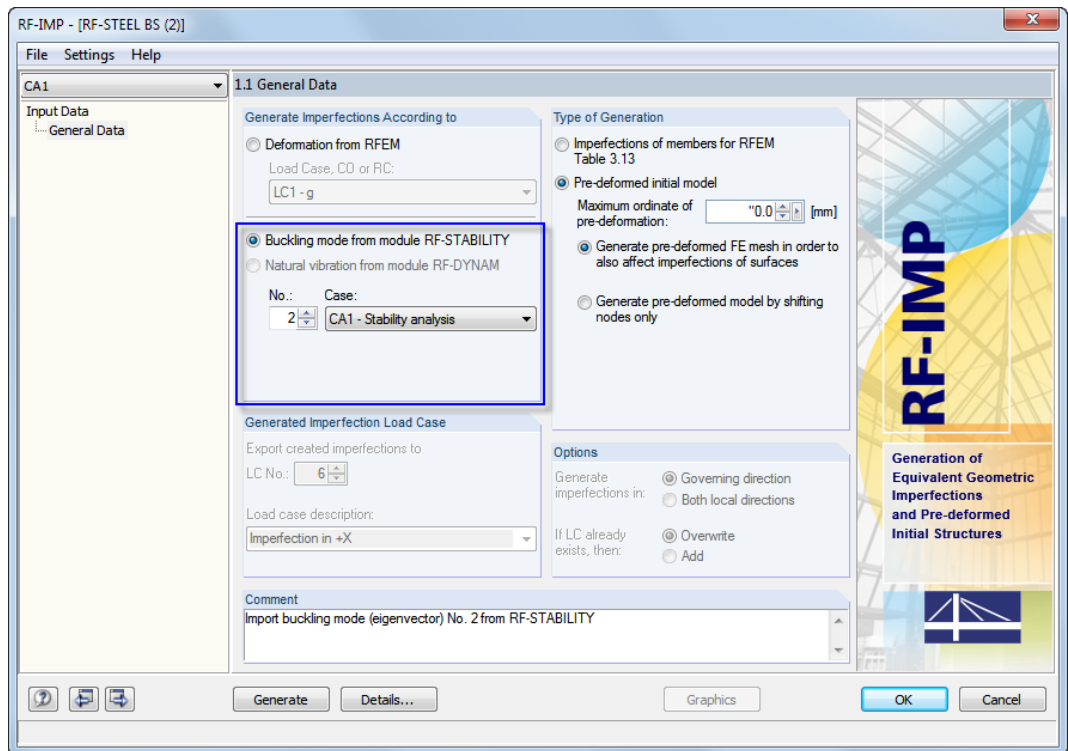 RF-IMP - [RF-STEEL BS (2)]
File Settings Help
CA1
Input Data
General Data
1.1 General Data
Generate Imperfections According to
Deformation from RFEM
Load Case, CO or RC:
LC1 - g
Buckling mode from module RF-STABILITY
Natural vibration from module RF-DYNAM
No.: Case:
2 CA1 - Stability analysis
Generated Imperfection Load Case
Export created imperfections to
LC No.: 6
Load case description:
Imperfection in +X
Type of Generation
Imperfections of members for RFEM
Table 3.13
Pre-deformed initial model
Maximum ordinate of
pre-deformation:
"0.0 [mm]
Generate pre-deformed FE mesh in order to
also affect imperfections of surfaces
Generate pre-deformed model by shifting
nodes only
Options
Generate
imperfections in:
Governing direction
Both local directions
If LC already
exists, then:
Overwrite
Add
Comment
Import buckling mode (eigenvector) No. 2 from RF-STABILITY
RF-IMP
Generation of
Equivalent Geometric
Imperfections
and Pre-deformed
Initial Structures
Generate Details... Graphics OK Cancel